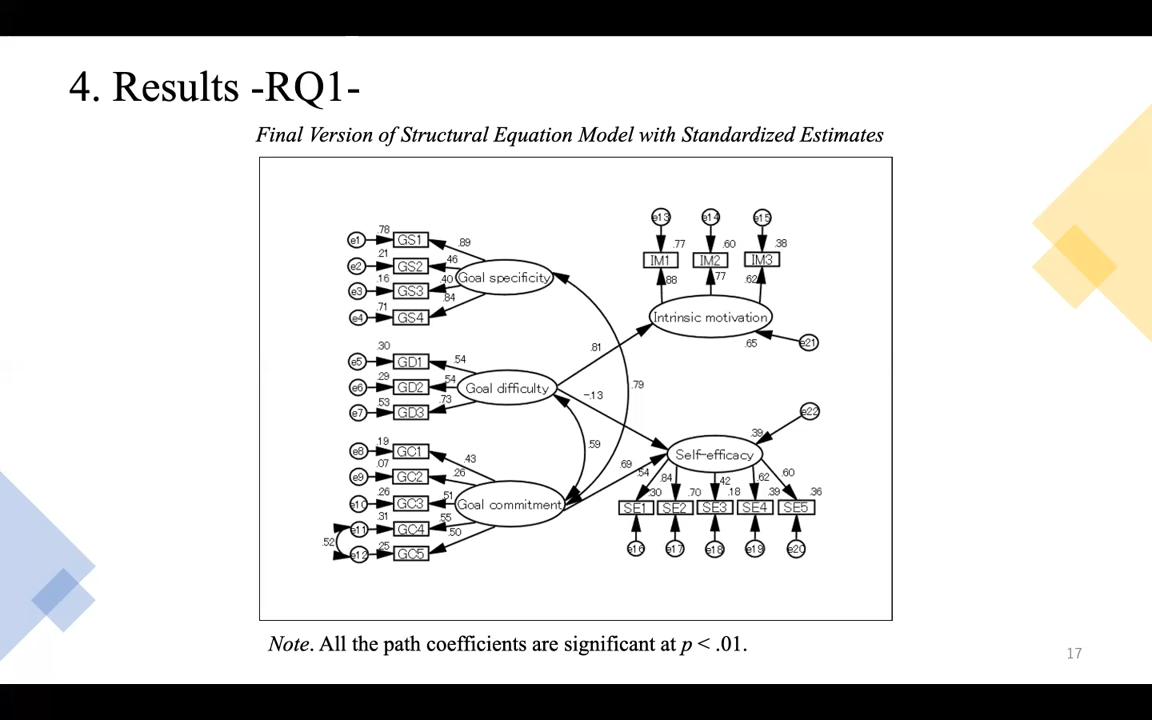 4. Results -RQ1-
Final Version of Structural Equation Model with Standardized Estimates
e13 e14 e15
.77 .60 .38
IM1 IM2 IM3
.88 .77 .62
Intrinsic motivation
.65 e21
.78
e1 GS1 .89
.21
e2 GS2 .46
.16
e3 GS3 .40
.71
e4 GS4 .84
Goal specificity
.30
e5 GD1 .54
.29
e6 GD2 .54
.53
e7 GD3 .73
Goal difficulty
.81
-.13
.79
.59
.69
.19
e8 GC1 .43
.07
e9 GC2 .26
.26
e10 GC3 .51
.31
e11 GC4 .55
.25
e12 GC5 .50
.52
Goal commitment
e22
.39
Self-efficacy
.54 .84 .42 .62 .60
.30 .70 .18 .39 .36
SE1 SE2 SE3 SE4 SE5
e16 e17 e18 e19 e20
Note. All the path coefficients are significant at p < .01.
17